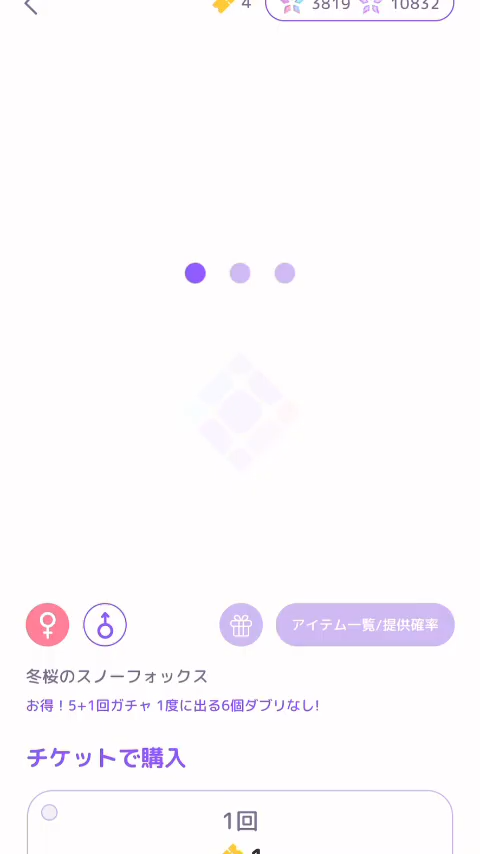 4 3819 10832
アイテム一覧/提供確率
冬桜のスノーフォックス
お得！5+1回ガチャ 1度に出る6個ダブりなし!
チケットで購入
1回
1